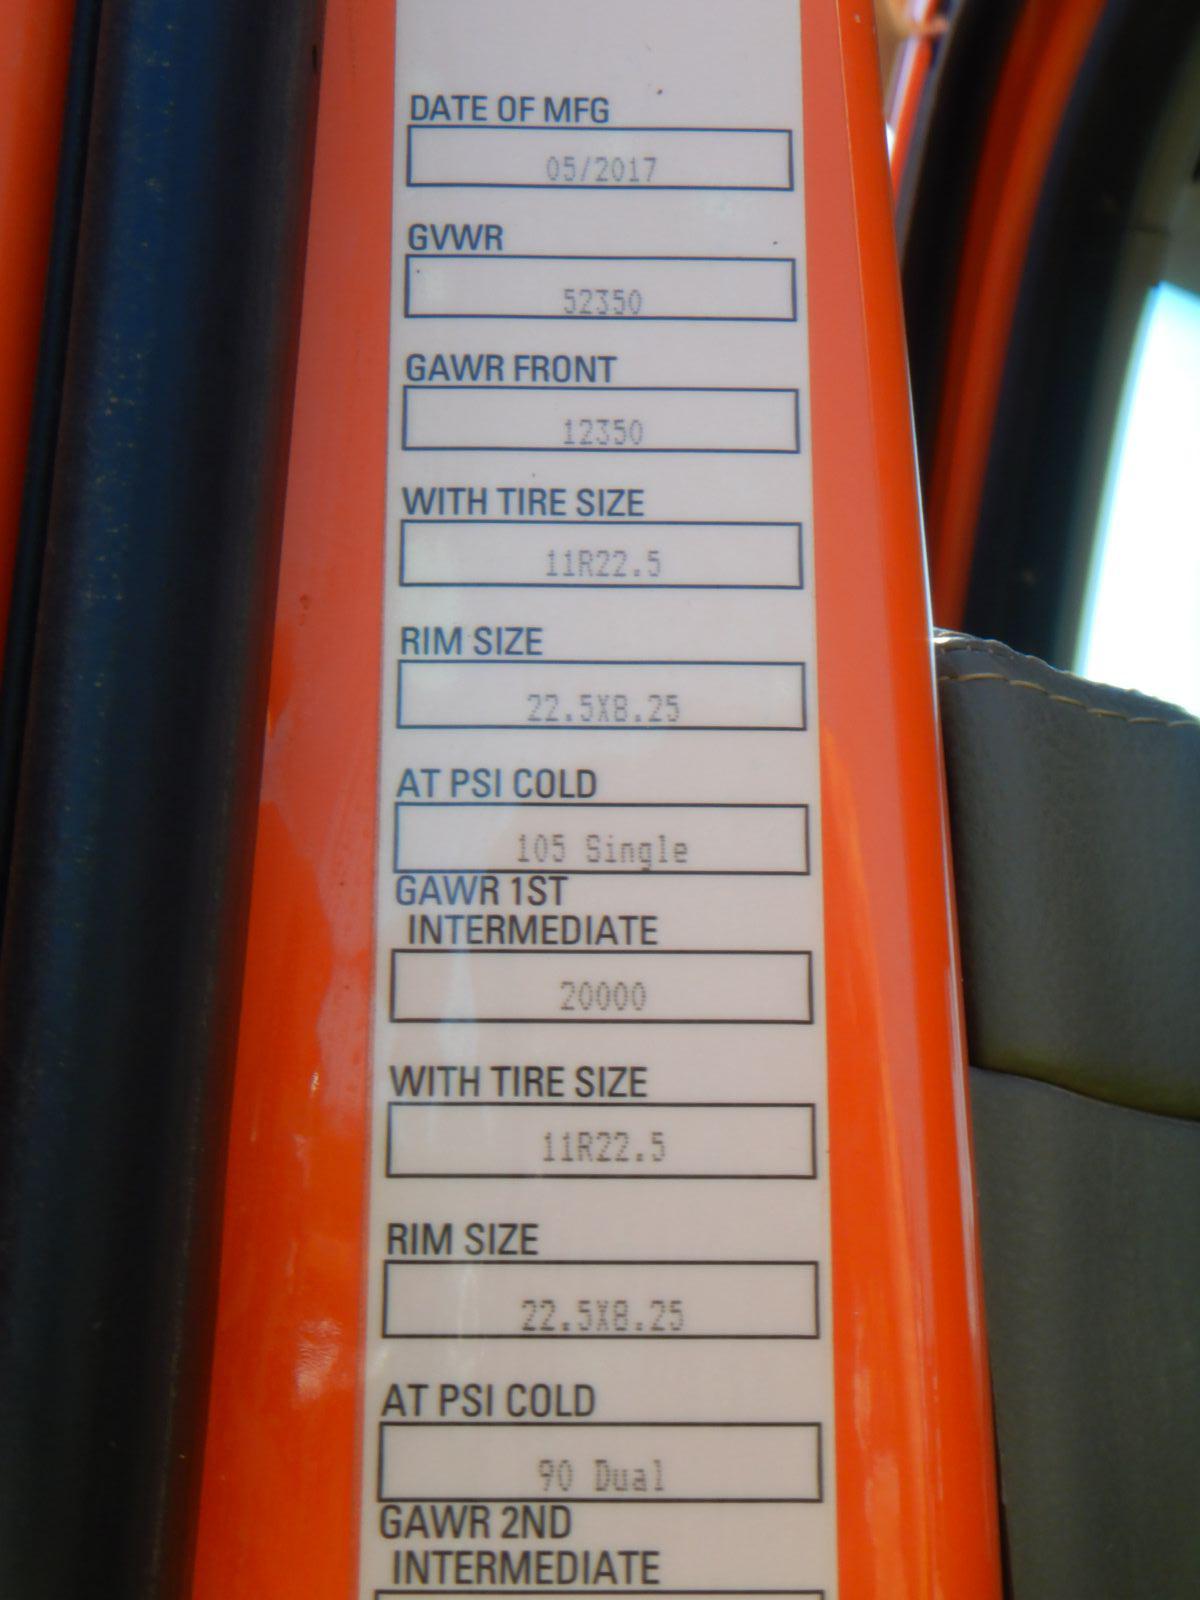 DATE OF MFG
05/2017
GVWR
52350
GAWR FRONT
12350
WITH TIRE SIZE
11R22.5
RIM SIZE
22.5X8.25
AT PSI COLD
105 Single
GAWR 1ST
INTERMEDIATE
20000
WITH TIRE SIZE
11R22.5
RIM SIZE
22.5X8.25
AT PSI COLD
90 Dual
GAWR 2ND
INTERMEDIATE